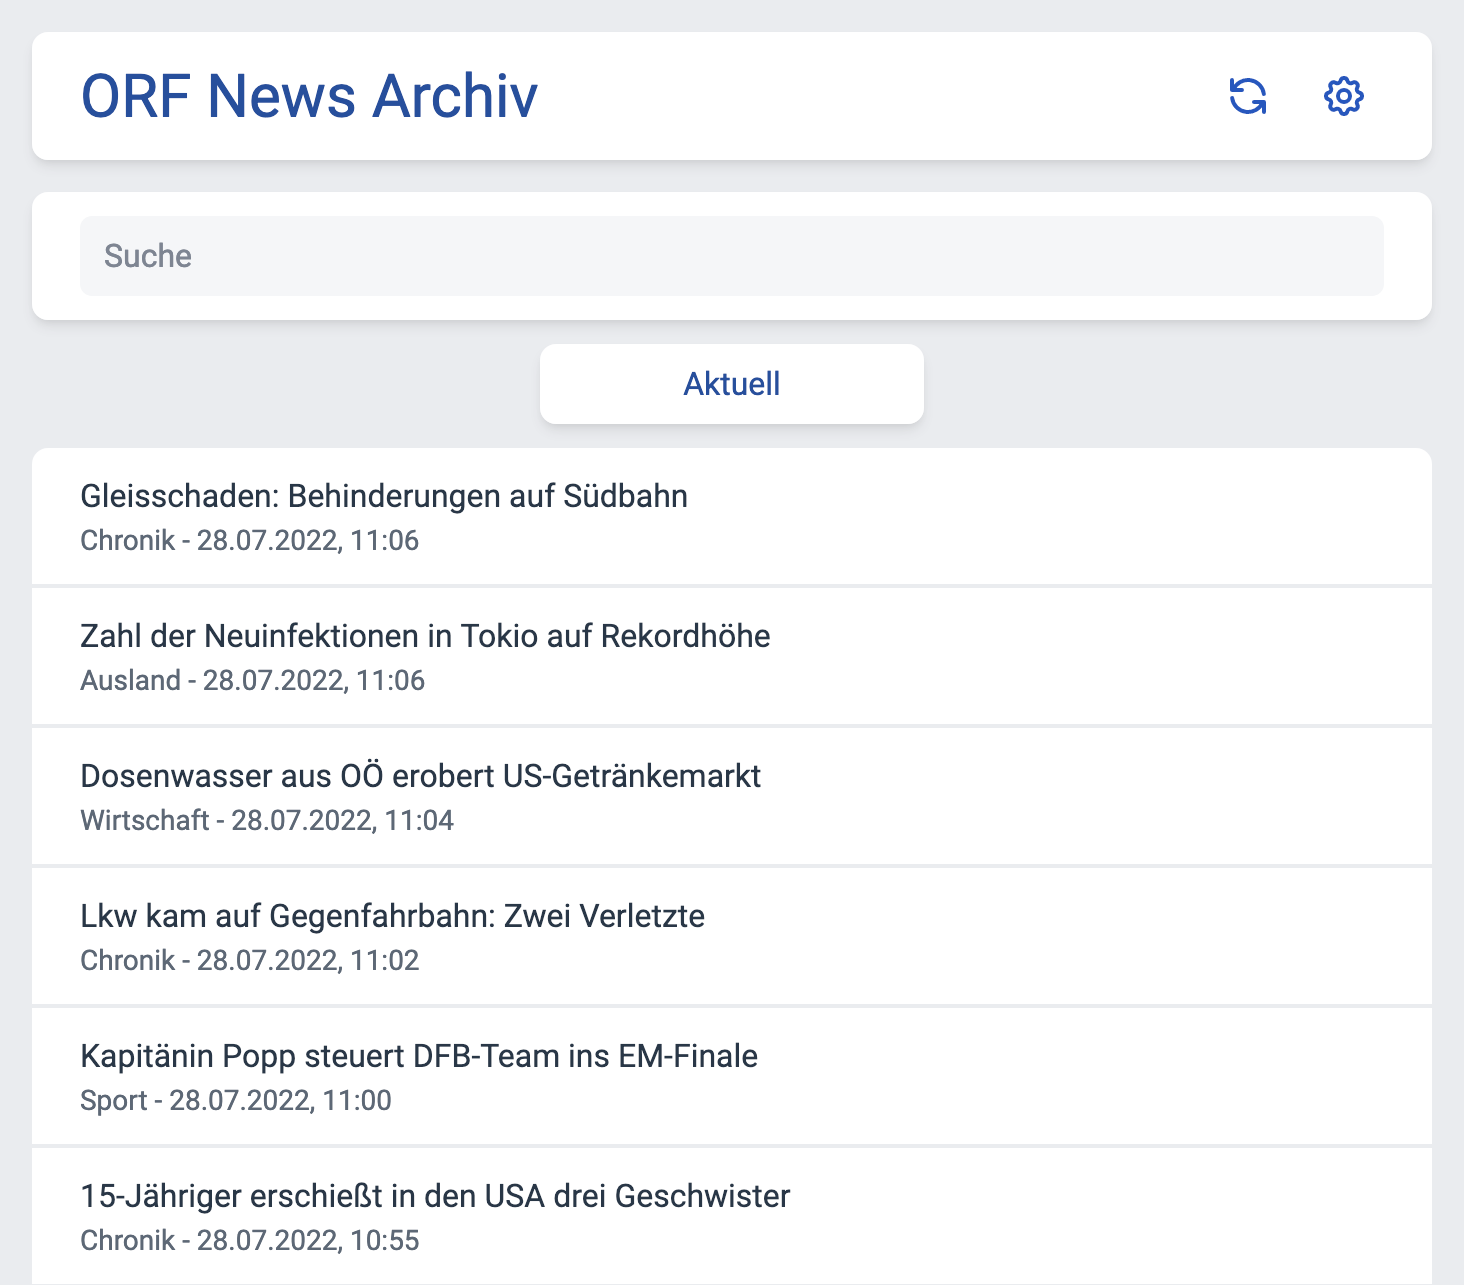 ORF News Archiv
Suche
Aktuell
Gleisschaden: Behinderungen auf Südbahn
Chronik - 28.07.2022, 11:06
Zahl der Neuinfektionen in Tokio auf Rekordhöhe
Ausland - 28.07.2022, 11:06
Dosenwasser aus OÖ erobert US-Getränkemarkt
Wirtschaft - 28.07.2022, 11:04
Lkw kam auf Gegenfahrbahn: Zwei Verletzte
Chronik - 28.07.2022, 11:02
Kapitänin Popp steuert DFB-Team ins EM-Finale
Sport - 28.07.2022, 11:00
15-Jähriger erschießt in den USA drei Geschwister
Chronik - 28.07.2022, 10:55